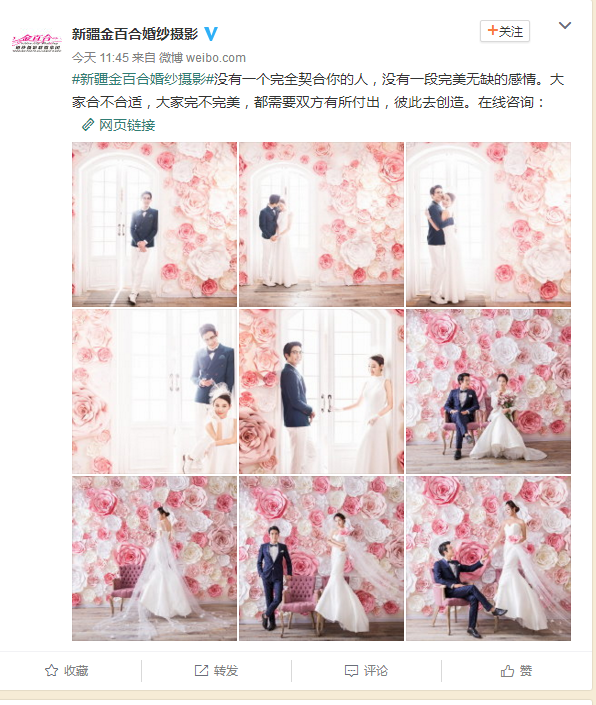 金百合
新疆金百合婚纱摄影
+关注
今天 11:45 来自 微博 weibo.com
#新疆金百合婚纱摄影#没有一个完全契合你的人，没有一段完美无缺的感情。大
家合不合适，大家完不完美，都需要双方有所付出，彼此去创造。在线咨询：
网页链接
收藏
转发
评论
赞